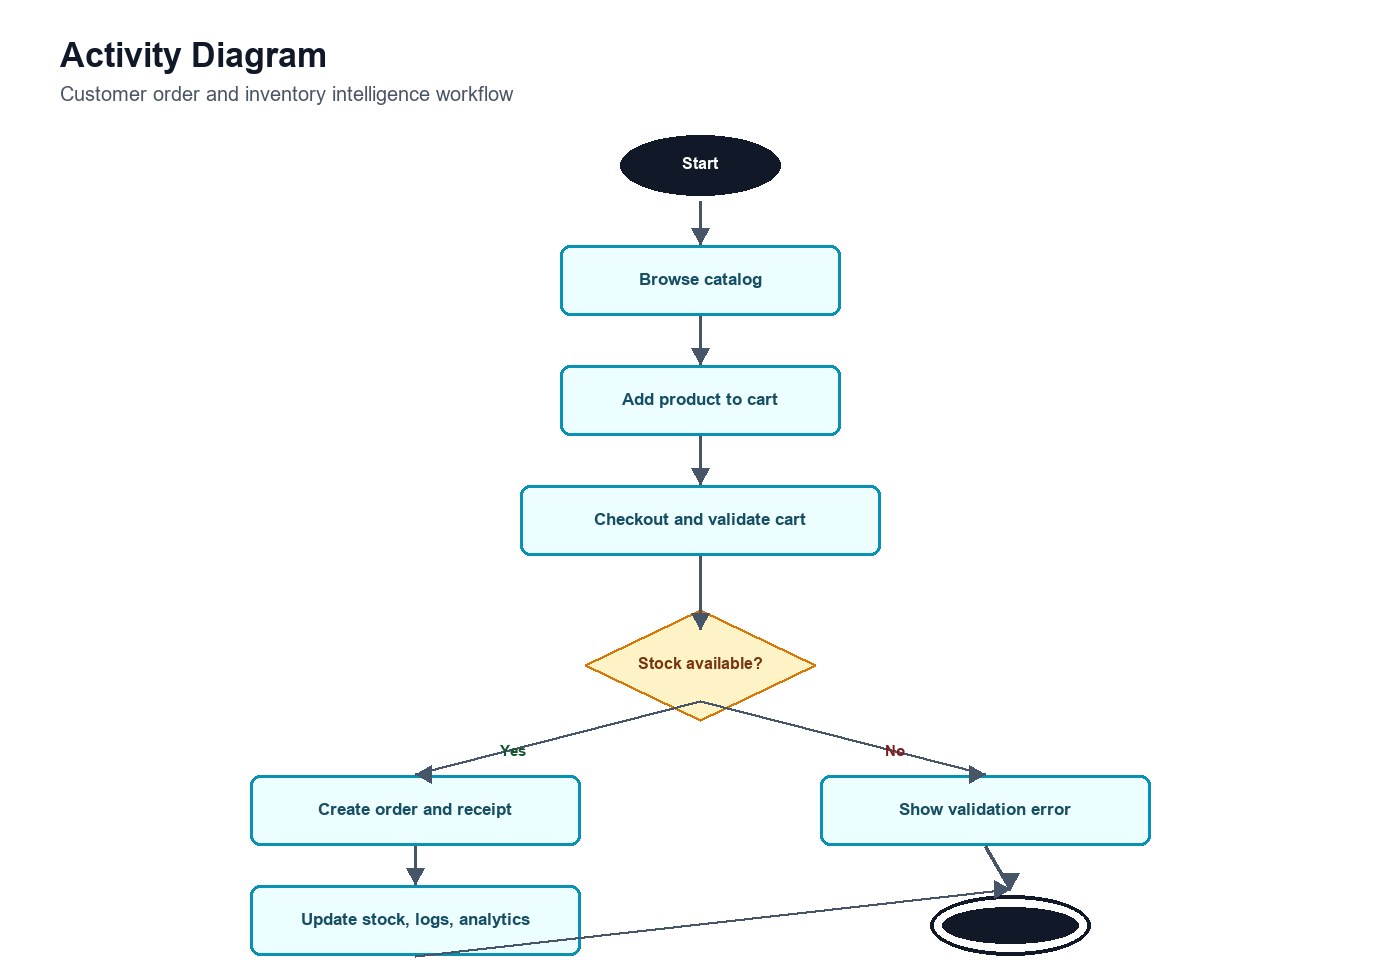 Activity Diagram
Customer order and inventory intelligence workflow
Start
Browse catalog
Add product to cart
Checkout and validate cart
Stock available?
Yes
No
Create order and receipt
Show validation error
Update stock, logs, analytics